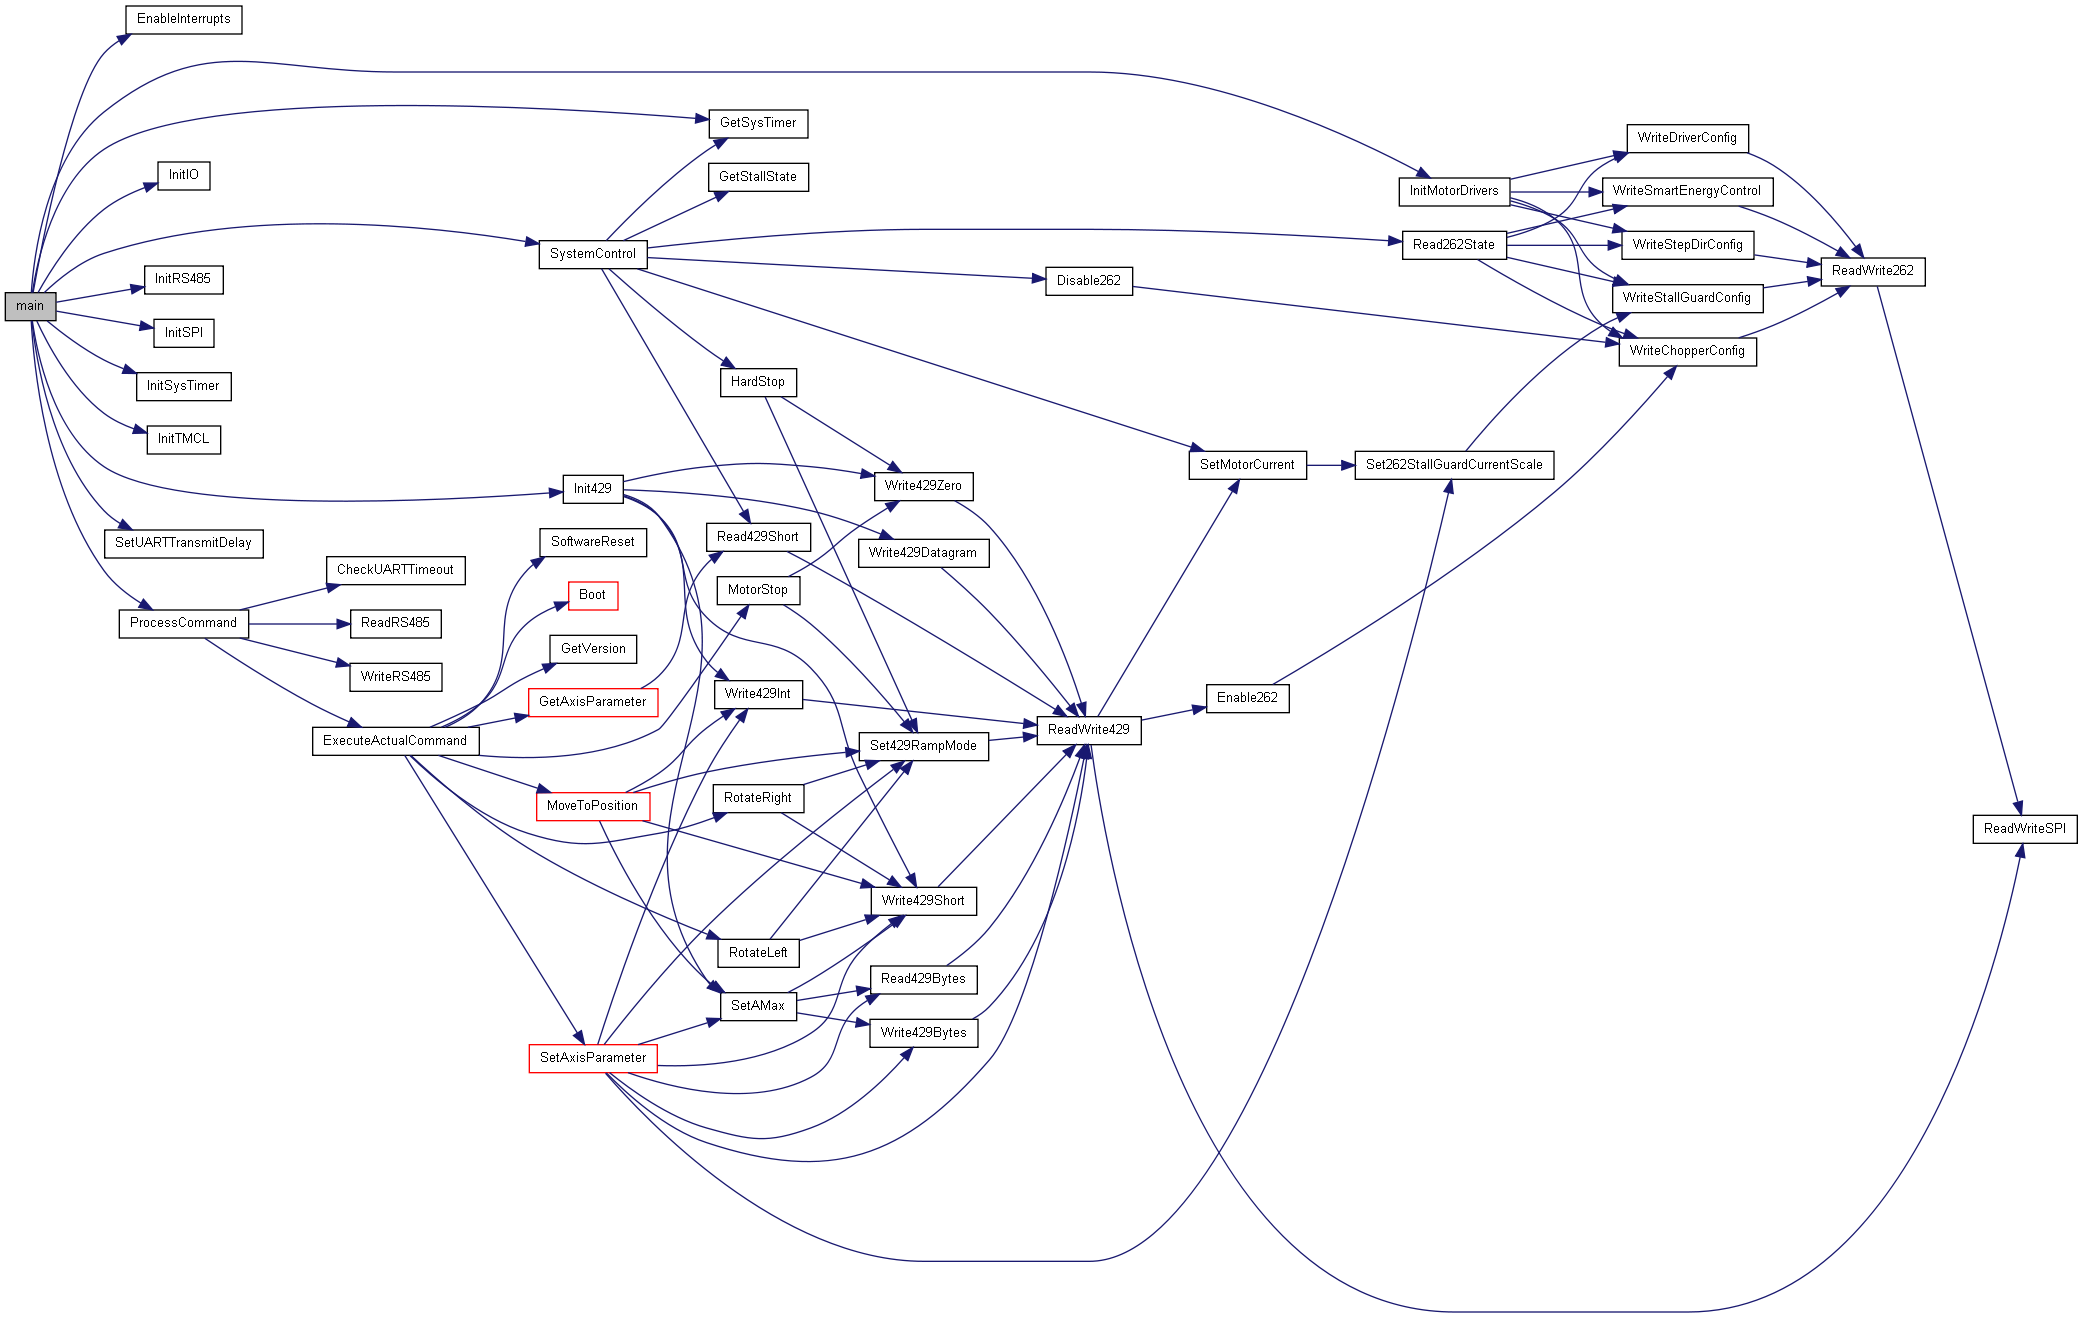 EnableInterrupts
GetSysTimer
WriteDriverConfig
InitIO
GetStallState
InitMotorDrivers
WriteSmartEnergyControl
SystemControl
Read262State
WriteStepDirConfig
InitRS485
Disable262
ReadWrite262
main
WriteStallGuardConfig
InitSPI
WriteChopperConfig
InitSysTimer
HardStop
InitTMCL
SetMotorCurrent
Set262StallGuardCurrentScale
Init429
Write429Zero
SetUARTTransmitDelay
SoftwareReset
Read429Short
Write429Datagram
CheckUARTTimeout
Boot
MotorStop
ProcessCommand
ReadRS485
GetVersion
WriteRS485
GetAxisParameter
Write429Int
Enable262
ExecuteActualCommand
Set429RampMode
ReadWrite429
MoveToPosition
RotateRight
ReadWriteSPI
Write429Short
RotateLeft
Read429Bytes
SetAMax
Write429Bytes
SetAxisParameter